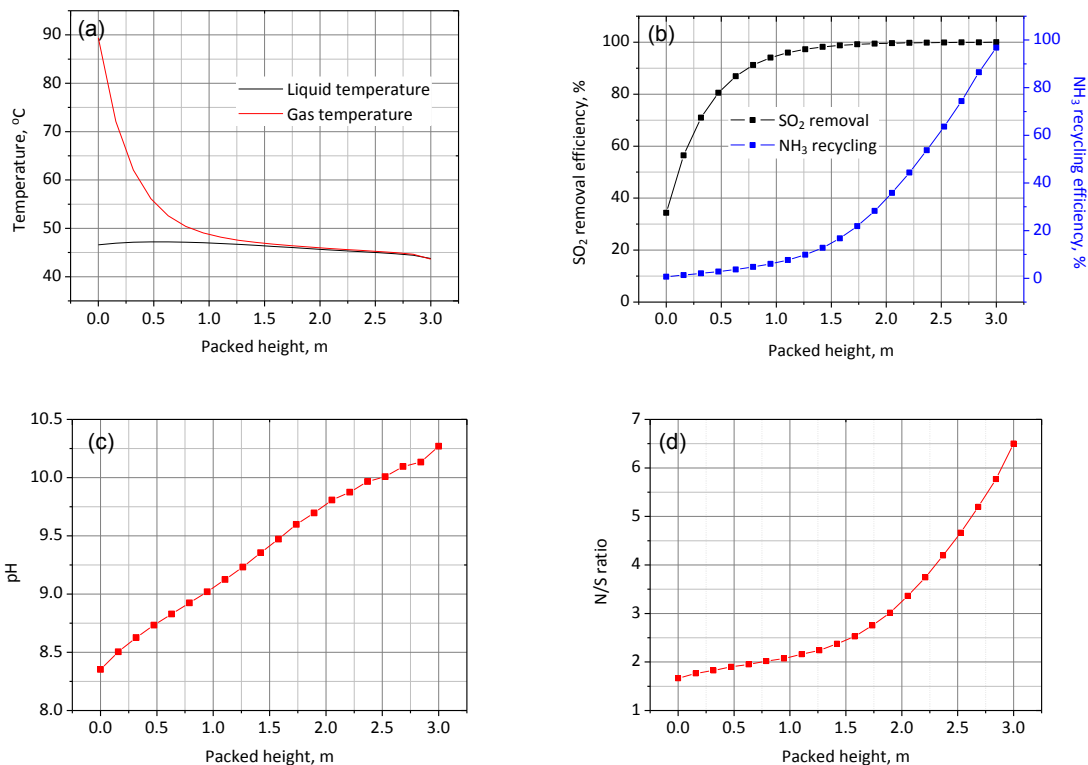 (a)
90
80
70
60
50
40
Temperature, °C
Liquid temperature
Gas temperature
0.0 0.5 1.0 1.5 2.0 2.5 3.0
Packed height, m
(b)
120
100
80
60
40
20
0
SO2 removal efficiency, %
SO2 removal
NH3 recycling
100
80
60
40
20
0
NH3 recycling efficiency, %
0.0 0.5 1.0 1.5 2.0 2.5 3.0
Packed height, m
(c)
10.5
10.0
9.5
9.0
8.5
8.0
pH
0.0 0.5 1.0 1.5 2.0 2.5 3.0
Packed height, m
(d)
7
6
5
4
3
2
1
N/S ratio
0.0 0.5 1.0 1.5 2.0 2.5 3.0
Packed height, m